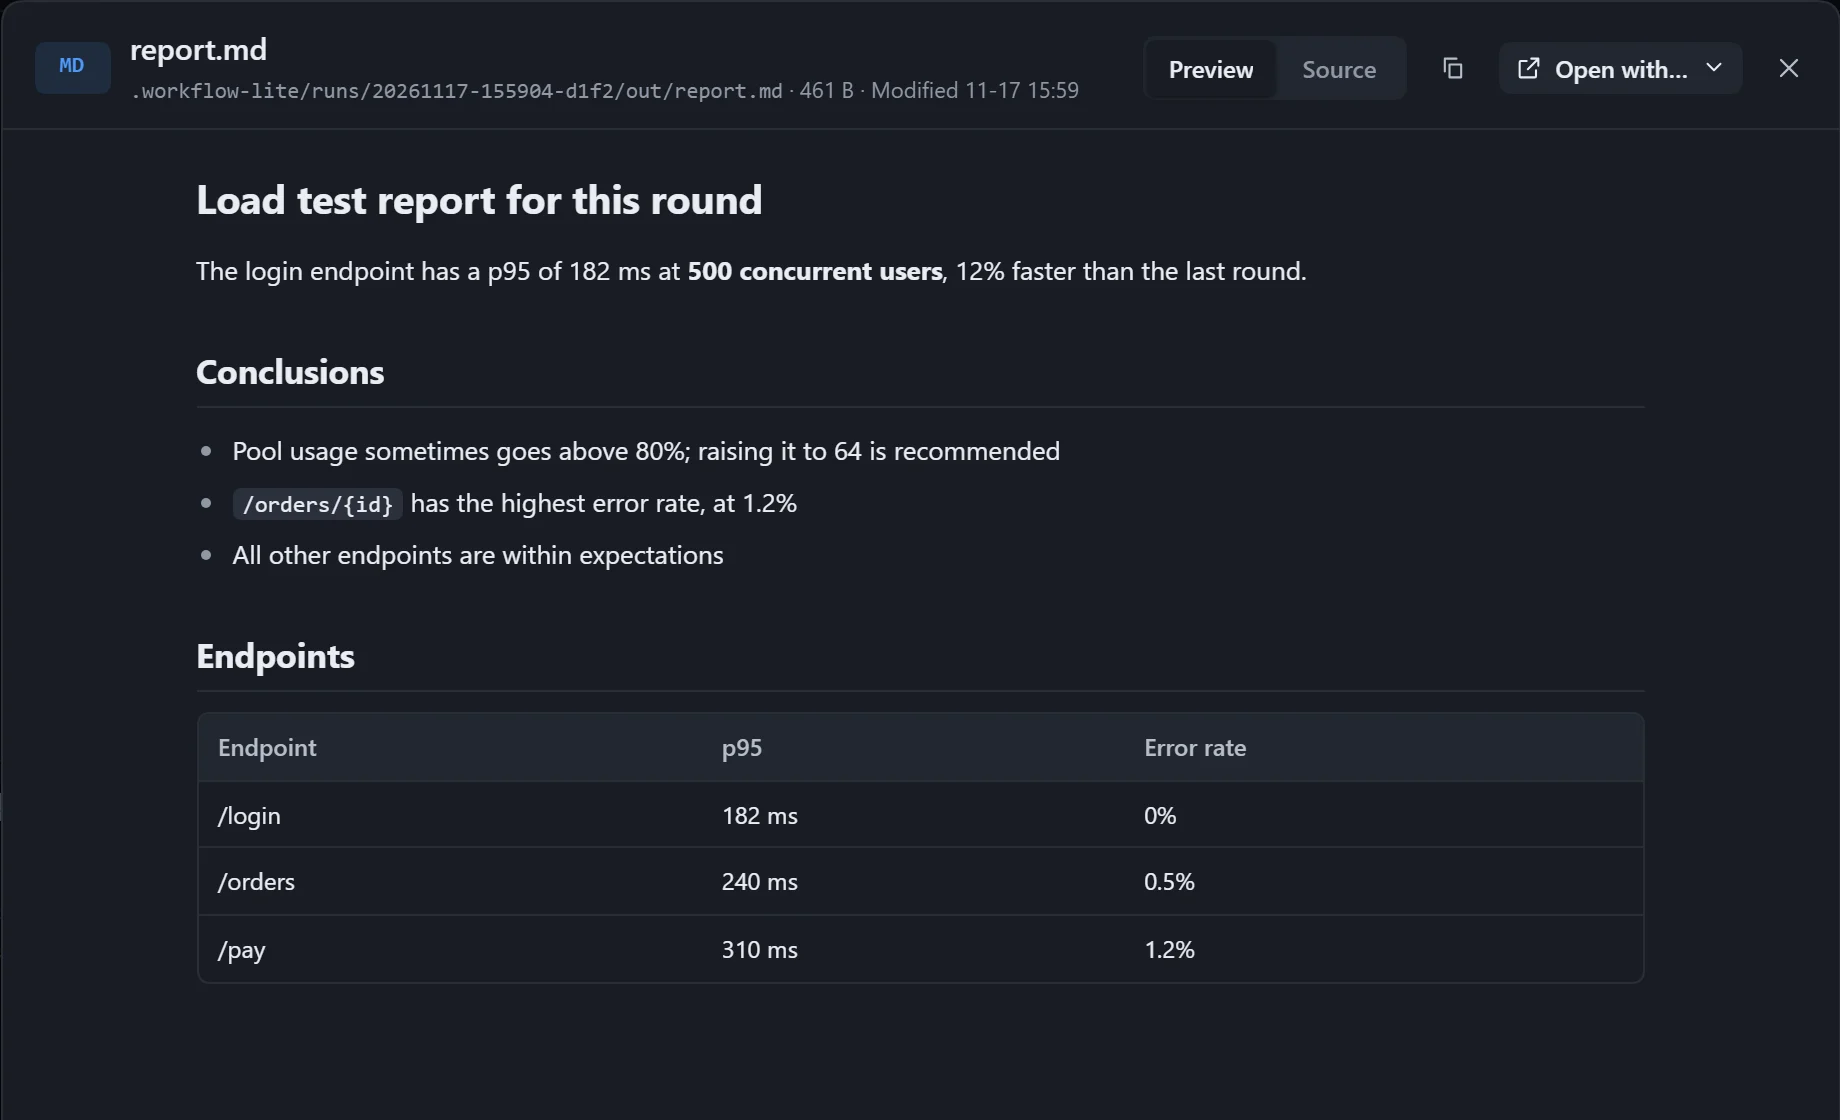 MD
report.md
.workflow-lite/runs/20261117-155904-d1f2/out/report.md · 461 B · Modified 11-17 15:59
Preview
Source
Open with...
Load test report for this round
The login endpoint has a p95 of 182 ms at 500 concurrent users, 12% faster than the last round.
Conclusions
Pool usage sometimes goes above 80%; raising it to 64 is recommended
/orders/{id} has the highest error rate, at 1.2%
All other endpoints are within expectations
Endpoints
Endpoint p95 Error rate
/login 182 ms 0%
/orders 240 ms 0.5%
/pay 310 ms 1.2%